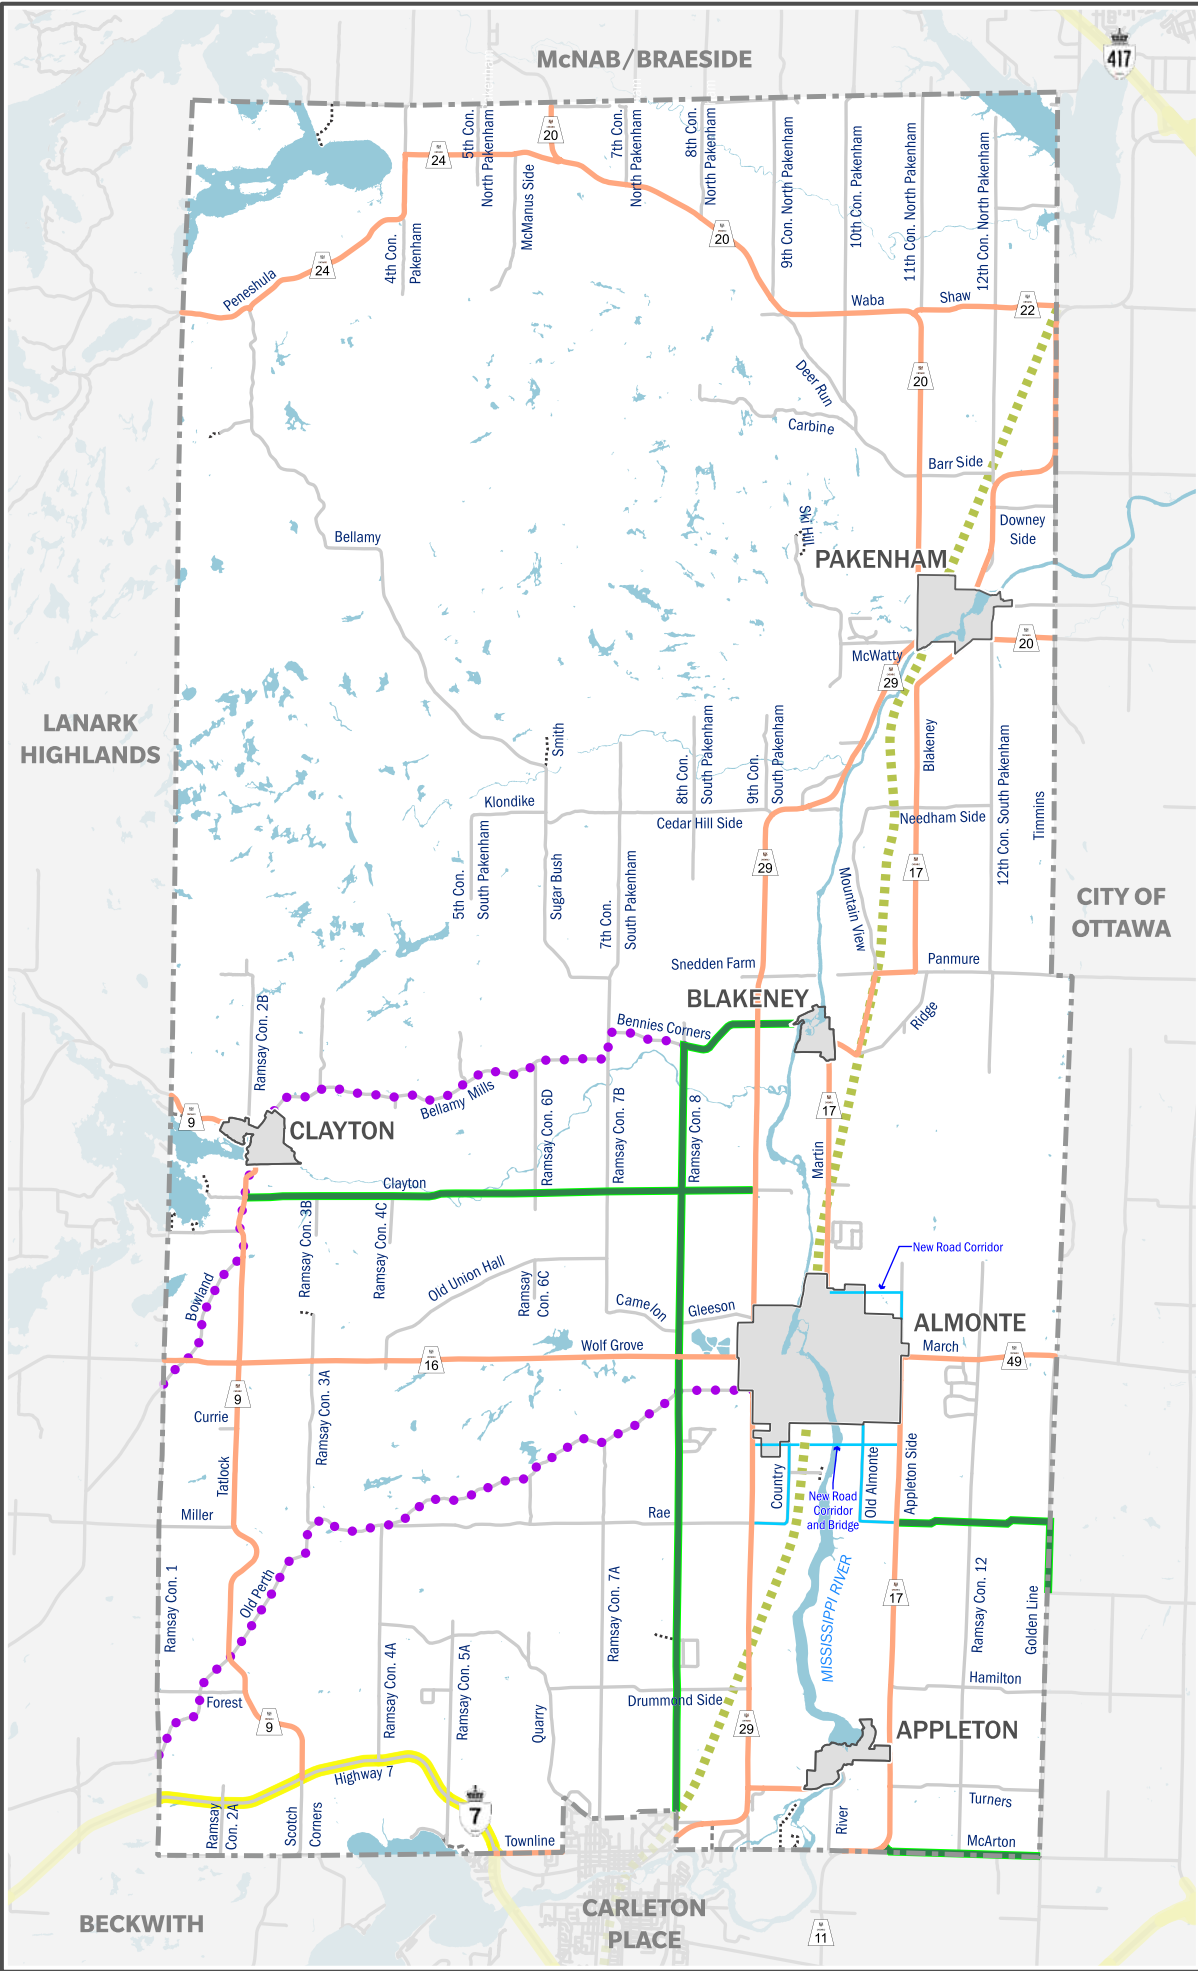 McNAB/BRAESIDE
417
5th Con.
North Pakenham
20
7th Con.
North Pakenham
8th Con.
North Pakenham
9th Con. North Pakenham
10th Con. Pakenham
11th Con. North Pakenham
12th Con. North Pakenham
24
McManus Side
20
4th Con.
Pakenham
24
Peneshula
Waba
Shaw
22
Deer Run
20
Carbine
Barr Side
Ski Hill
Downey
Side
Bellamy
PAKENHAM
20
McWatty
29
LANARK
HIGHLANDS
Smith
8th Con.
South Pakenham
9th Con.
South Pakenham
Blakeney
12th Con. South Pakenham
Timmins
Klondike
Cedar Hill Side
Needham Side
5th Con.
South Pakenham
Sugar Bush
7th Con.
South Pakenham
29
Mountain View
17
CITY OF
OTTAWA
Snedden Farm
Panmure
BLAKENEY
Ramsay Con. 2B
Bennies Corners
Ridge
Bellamy Mills
9
CLAYTON
Ramsay Con. 6D
Ramsay Con. 7B
Ramsay Con. 8
17
Martin
Clayton
Ramsay Con. 3B
Ramsay Con. 4C
New Road Corridor
Bowland
Old Union Hall
Ramsay
Con. 6C
Camelon
Gleeson
ALMONTE
Wolf Grove
March
16
49
9
Currie
Ramsay Con. 3A
Tatlock
Country
Old Almonte
Appleton Side
New Road
Corridor
and Bridge
Miller
Rae
Ramsay Con. 1
Old Perth
Ramsay Con. 7A
MISSISSIPPI RIVER
17
Ramsay Con. 12
Golden Line
Ramsay Con. 4A
Ramsay Con. 5A
Hamilton
Forest
Quarry
Drummond Side
9
29
APPLETON
Highway 7
7
Ramsay
Con. 2A
Scotch
Corners
Townline
River
Turners
McArton
BECKWITH
CARLETON
PLACE
11